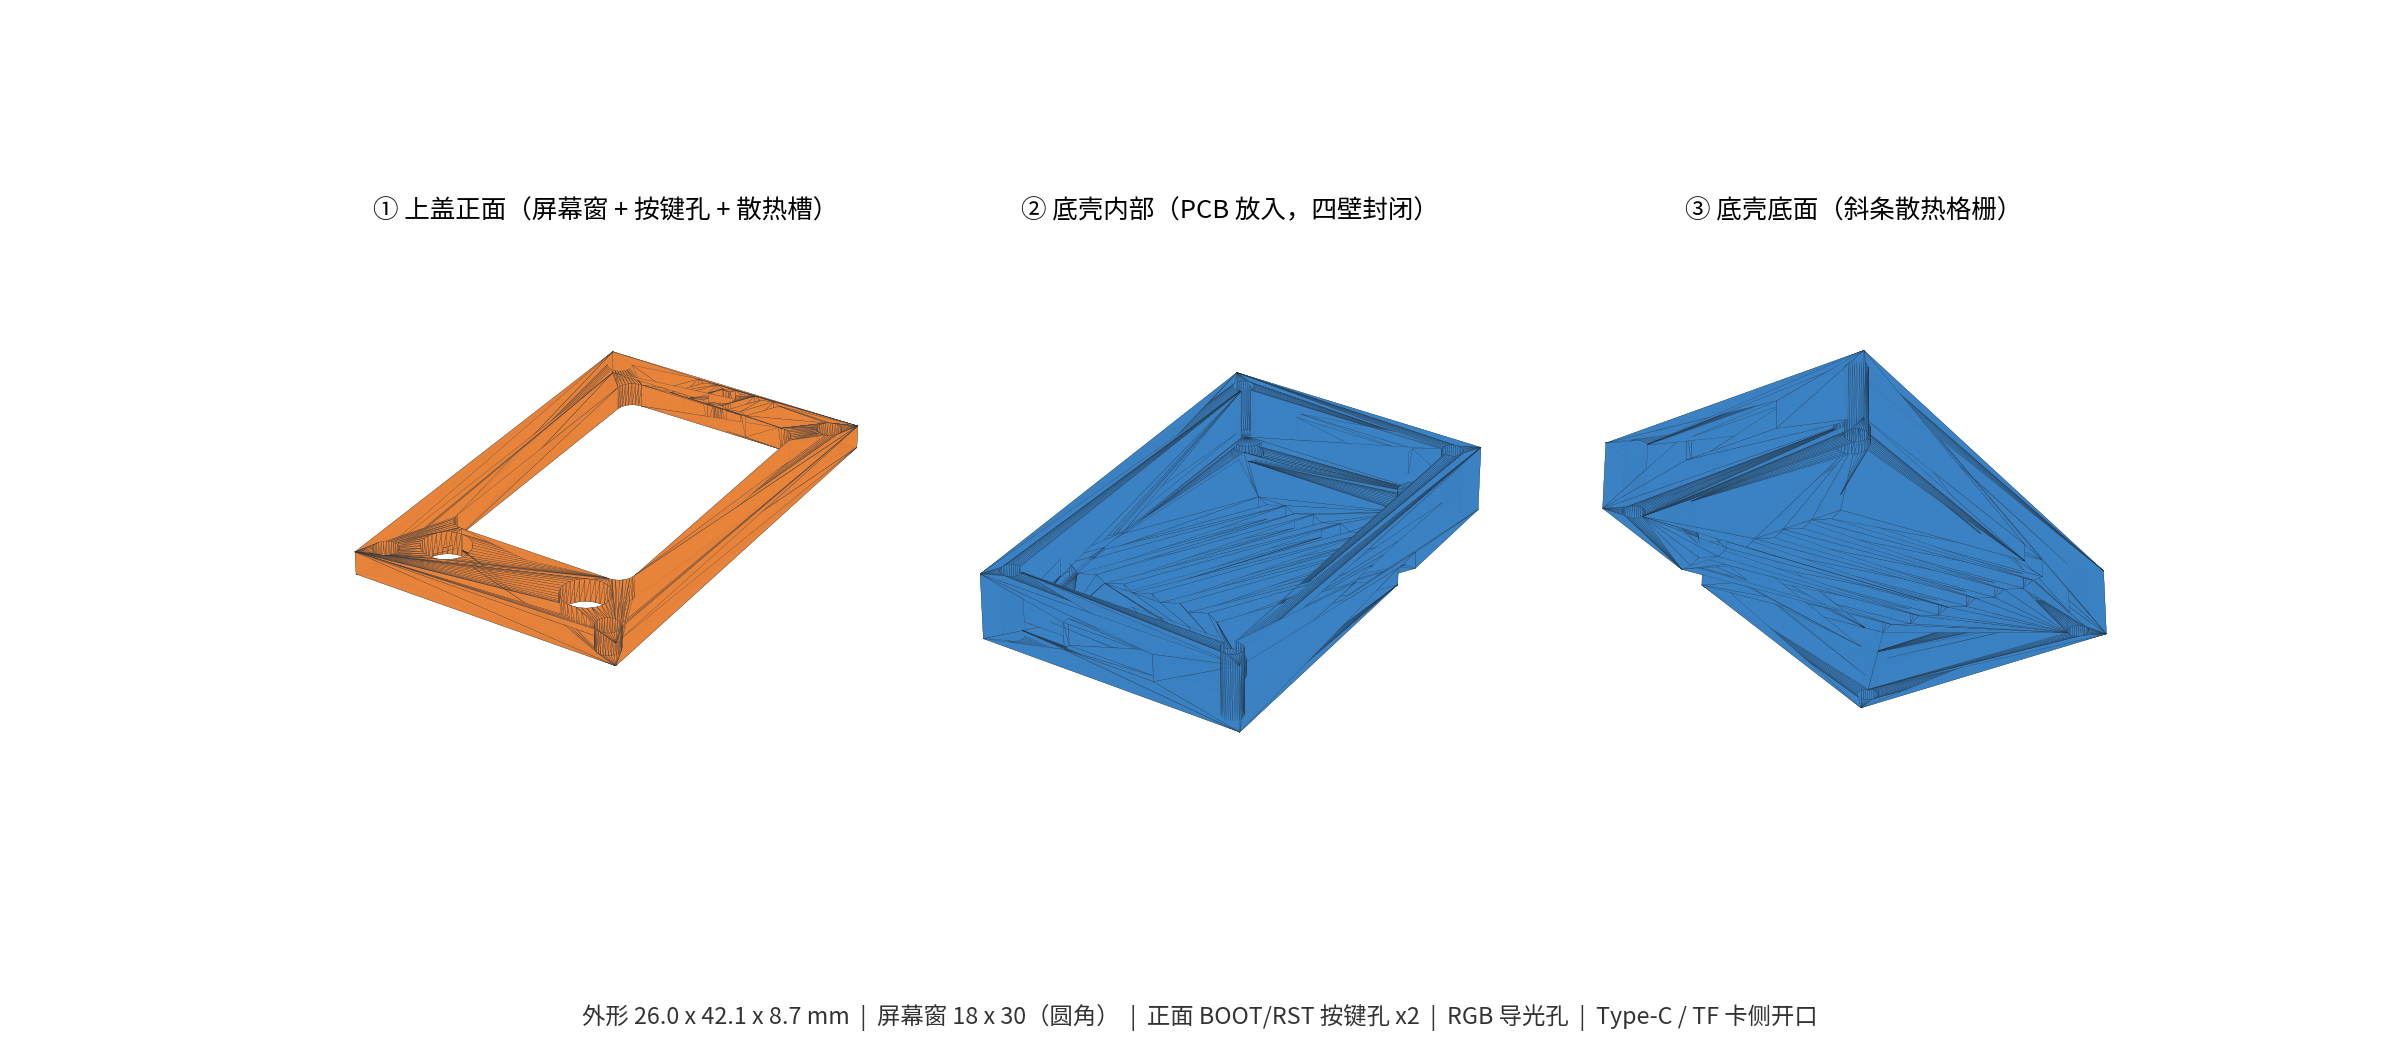 ① 上盖正面（屏幕窗 + 按键孔 + 散热槽）
② 底壳内部（PCB 放入，四壁封闭）
③ 底壳底面（斜条散热格栅）
外形 26.0 x 42.1 x 8.7 mm | 屏幕窗 18 x 30（圆角） | 正面 BOOT/RST 按键孔 x2 | RGB 导光孔 | Type-C / TF 卡侧开口